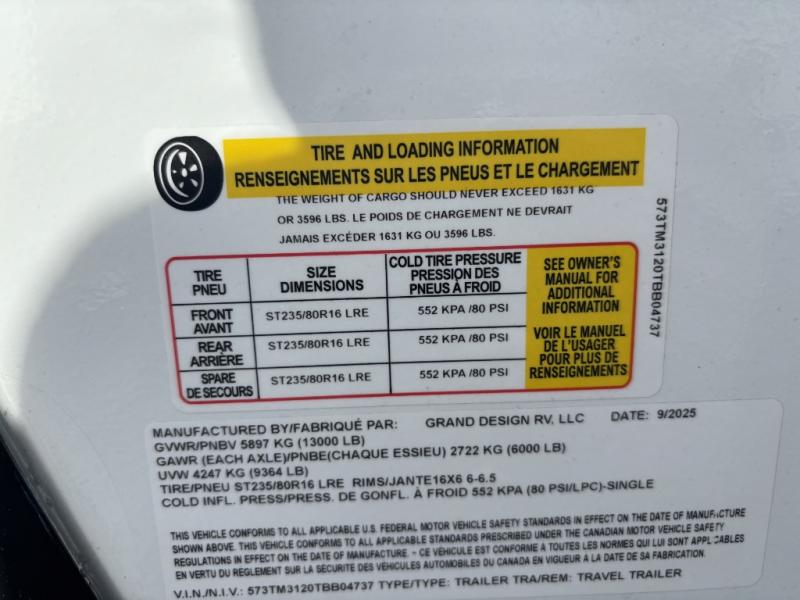 TIRE AND LOADING INFORMATION
RENSEIGNEMENTS SUR LES PNEUS ET LE CHARGEMENT
THE WEIGHT OF CARGO SHOULD NEVER EXCEED 1631 KG
OR 3596 LBS. LE POIDS DE CHARGEMENT NE DEVRAIT
JAMAIS EXCÉDER 1631 KG OU 3596 LBS.
TIRE
PNEU
SIZE
DIMENSIONS
COLD TIRE PRESSURE
PRESSION DES
PNEUS À FROID
FRONT
AVANT
ST235/80R16 LRE
552 KPA /80 PSI
REAR
ARRIÈRE
ST235/80R16 LRE
552 KPA /80 PSI
SPARE
DE SECOURS
ST235/80R16 LRE
552 KPA /80 PSI
SEE OWNER'S
MANUAL FOR
ADDITIONAL
INFORMATION
VOIR LE MANUEL
DE L'USAGER
POUR PLUS DE
RENSEIGNEMENTS
573TM3120TBB04737
MANUFACTURED BY/FABRIQUÉ PAR: GRAND DESIGN RV, LLC DATE: 9/2025
GVWR/PNBV 5897 KG (13000 LB)
GAWR (EACH AXLE)/PNBE(CHAQUE ESSIEU) 2722 KG (6000 LB)
UVW 4247 KG (9364 LB)
TIRE/PNEU ST235/80R16 LRE RIMS/JANTE16X6 6-6.5
COLD INFL. PRESS/PRESS. DE GONFL. À FROID 552 KPA (80 PSI/LPC)-SINGLE
THIS VEHICLE CONFORMS TO ALL APPLICABLE U.S. FEDERAL MOTOR VEHICLE SAFETY STANDARDS IN EFFECT ON THE DATE OF MANUFACTURE
SHOWN ABOVE. THIS VEHICLE CONFORMS TO ALL APPLICABLE STANDARDS PRESCRIBED UNDER THE CANADIAN MOTOR VEHICLE SAFETY
REGULATIONS IN EFFECT ON THE DATE OF MANUFACTURE. - CE VÉHICULE EST CONFORME À TOUTES LES NORMES QUI LUI SONT APPLICABLES
EN VERTU DU RÈGLEMENT SUR LA SÉCURITÉ DES VÉHICULES AUTOMOBILES DU CANADA EN VIGUEUR A LA DATE DE SA FABRICATION.
V.I.N./N.I.V.: 573TM3120TBB04737 TYPE/TYPE: TRAILER TRA/REM: TRAVEL TRAILER